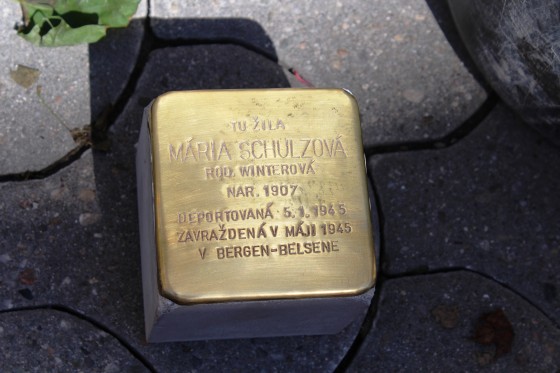 TU ŽILA
MÁRIA SCHULZOVÁ
ROD. WINTEROVÁ
NAR. 1907
DEPORTOVANÁ 5.1.1945
ZAVRAŽDENÁ V MÁJI 1945
V BERGEN-BELSENE